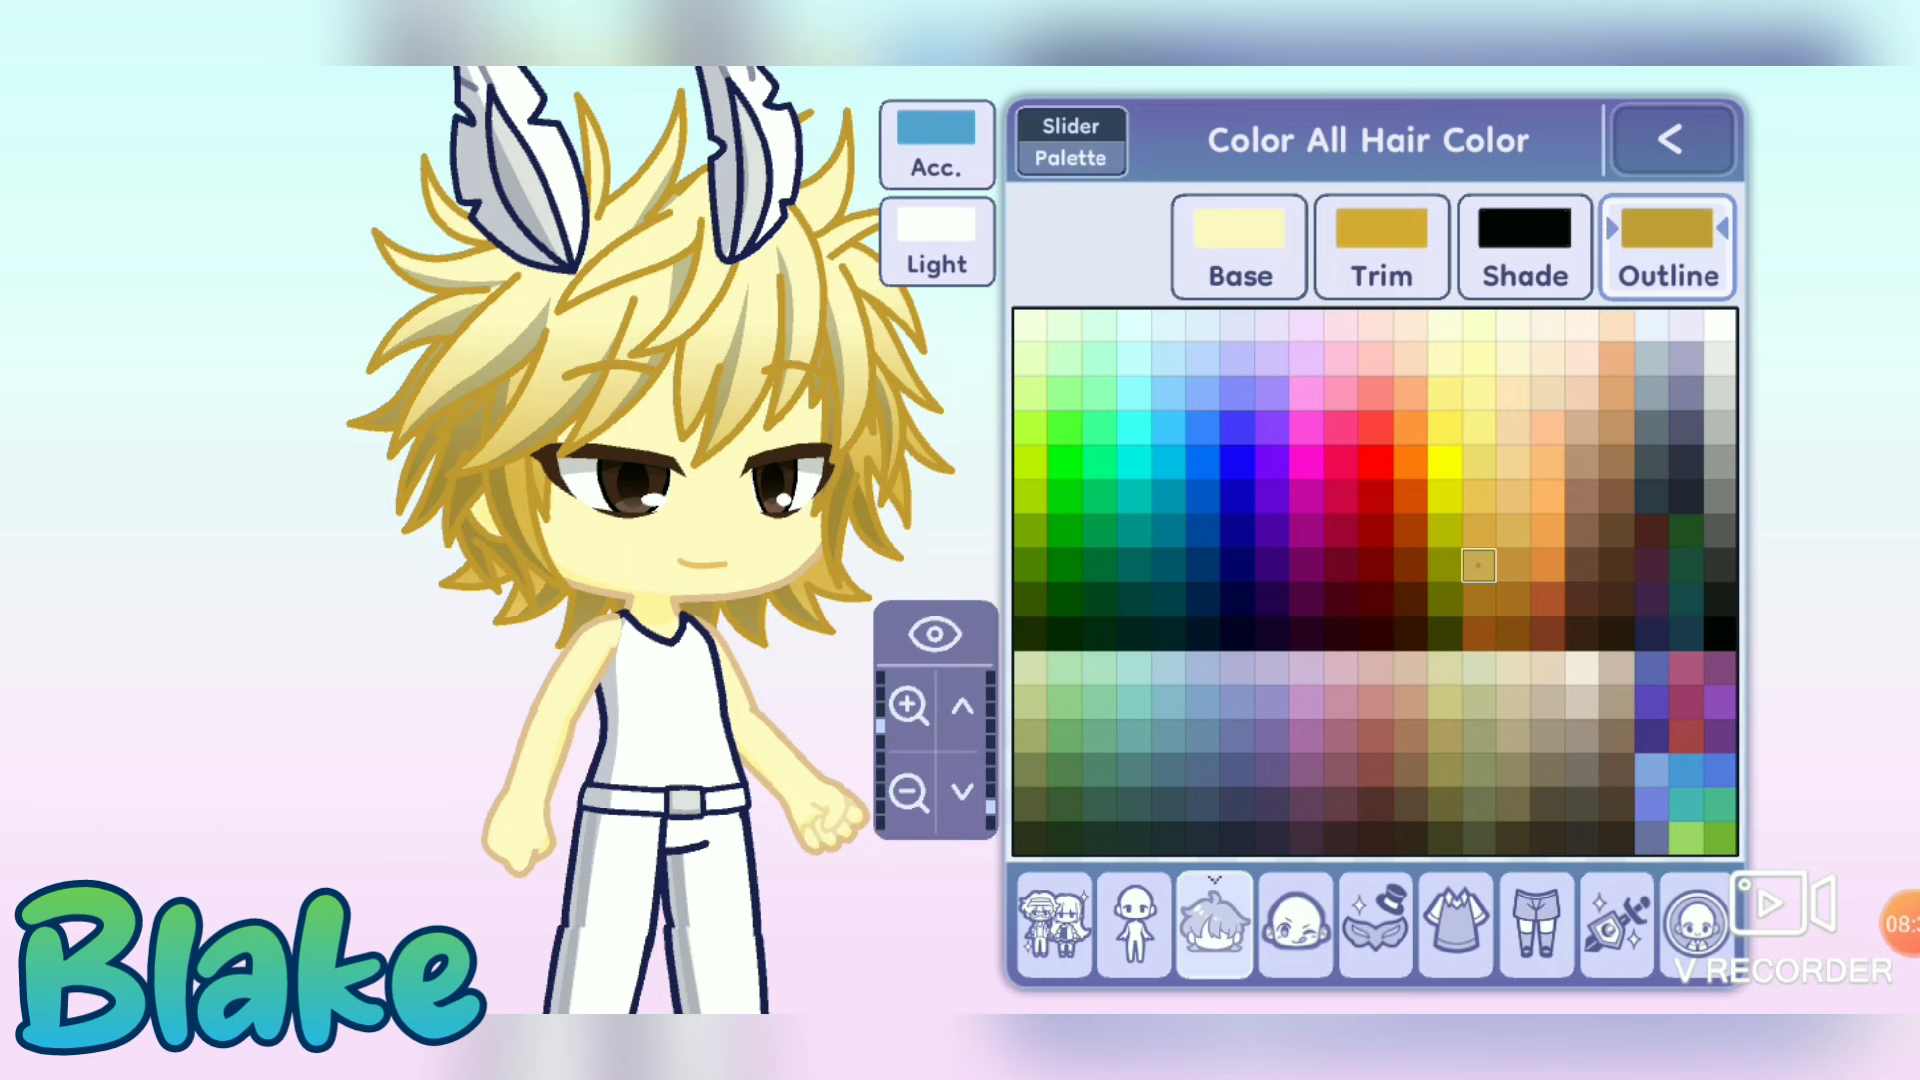 Slider
Palette
Color All Hair Color
<
Acc.
Light
Base
Trim
Shade
Outline
Blake
V RECORDER